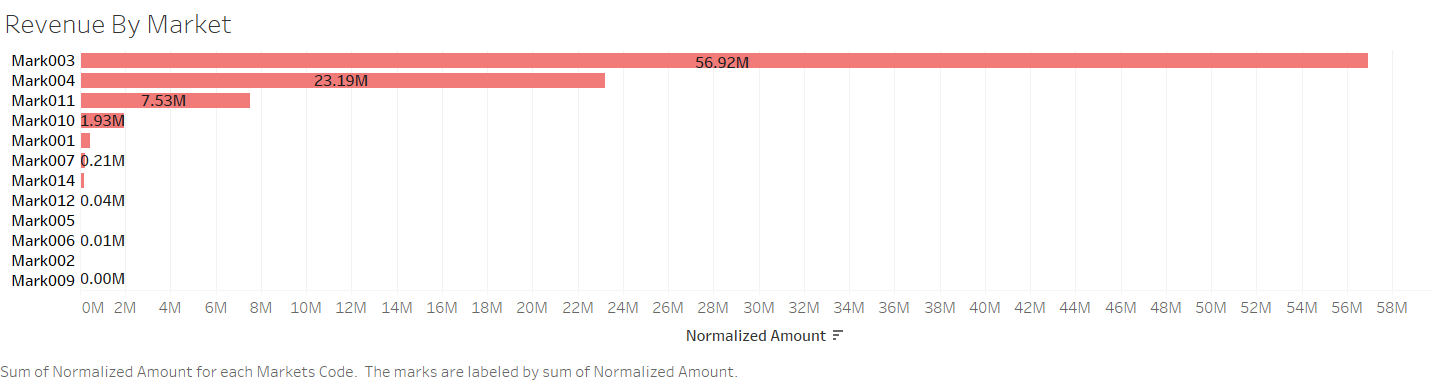 Revenue By Market
Mark003 56.92M
Mark004 23.19M
Mark011 7.53M
Mark010 1.93M
Mark001
Mark007 0.21M
Mark014
Mark012 0.04M
Mark005
Mark006 0.01M
Mark002
Mark009 0.00M
0M 2M 4M 6M 8M 10M 12M 14M 16M 18M 20M 22M 24M 26M 28M 30M 32M 34M 36M 38M 40M 42M 44M 46M 48M 50M 52M 54M 56M 58M
Normalized Amount
Sum of Normalized Amount for each Markets Code. The marks are labeled by sum of Normalized Amount.